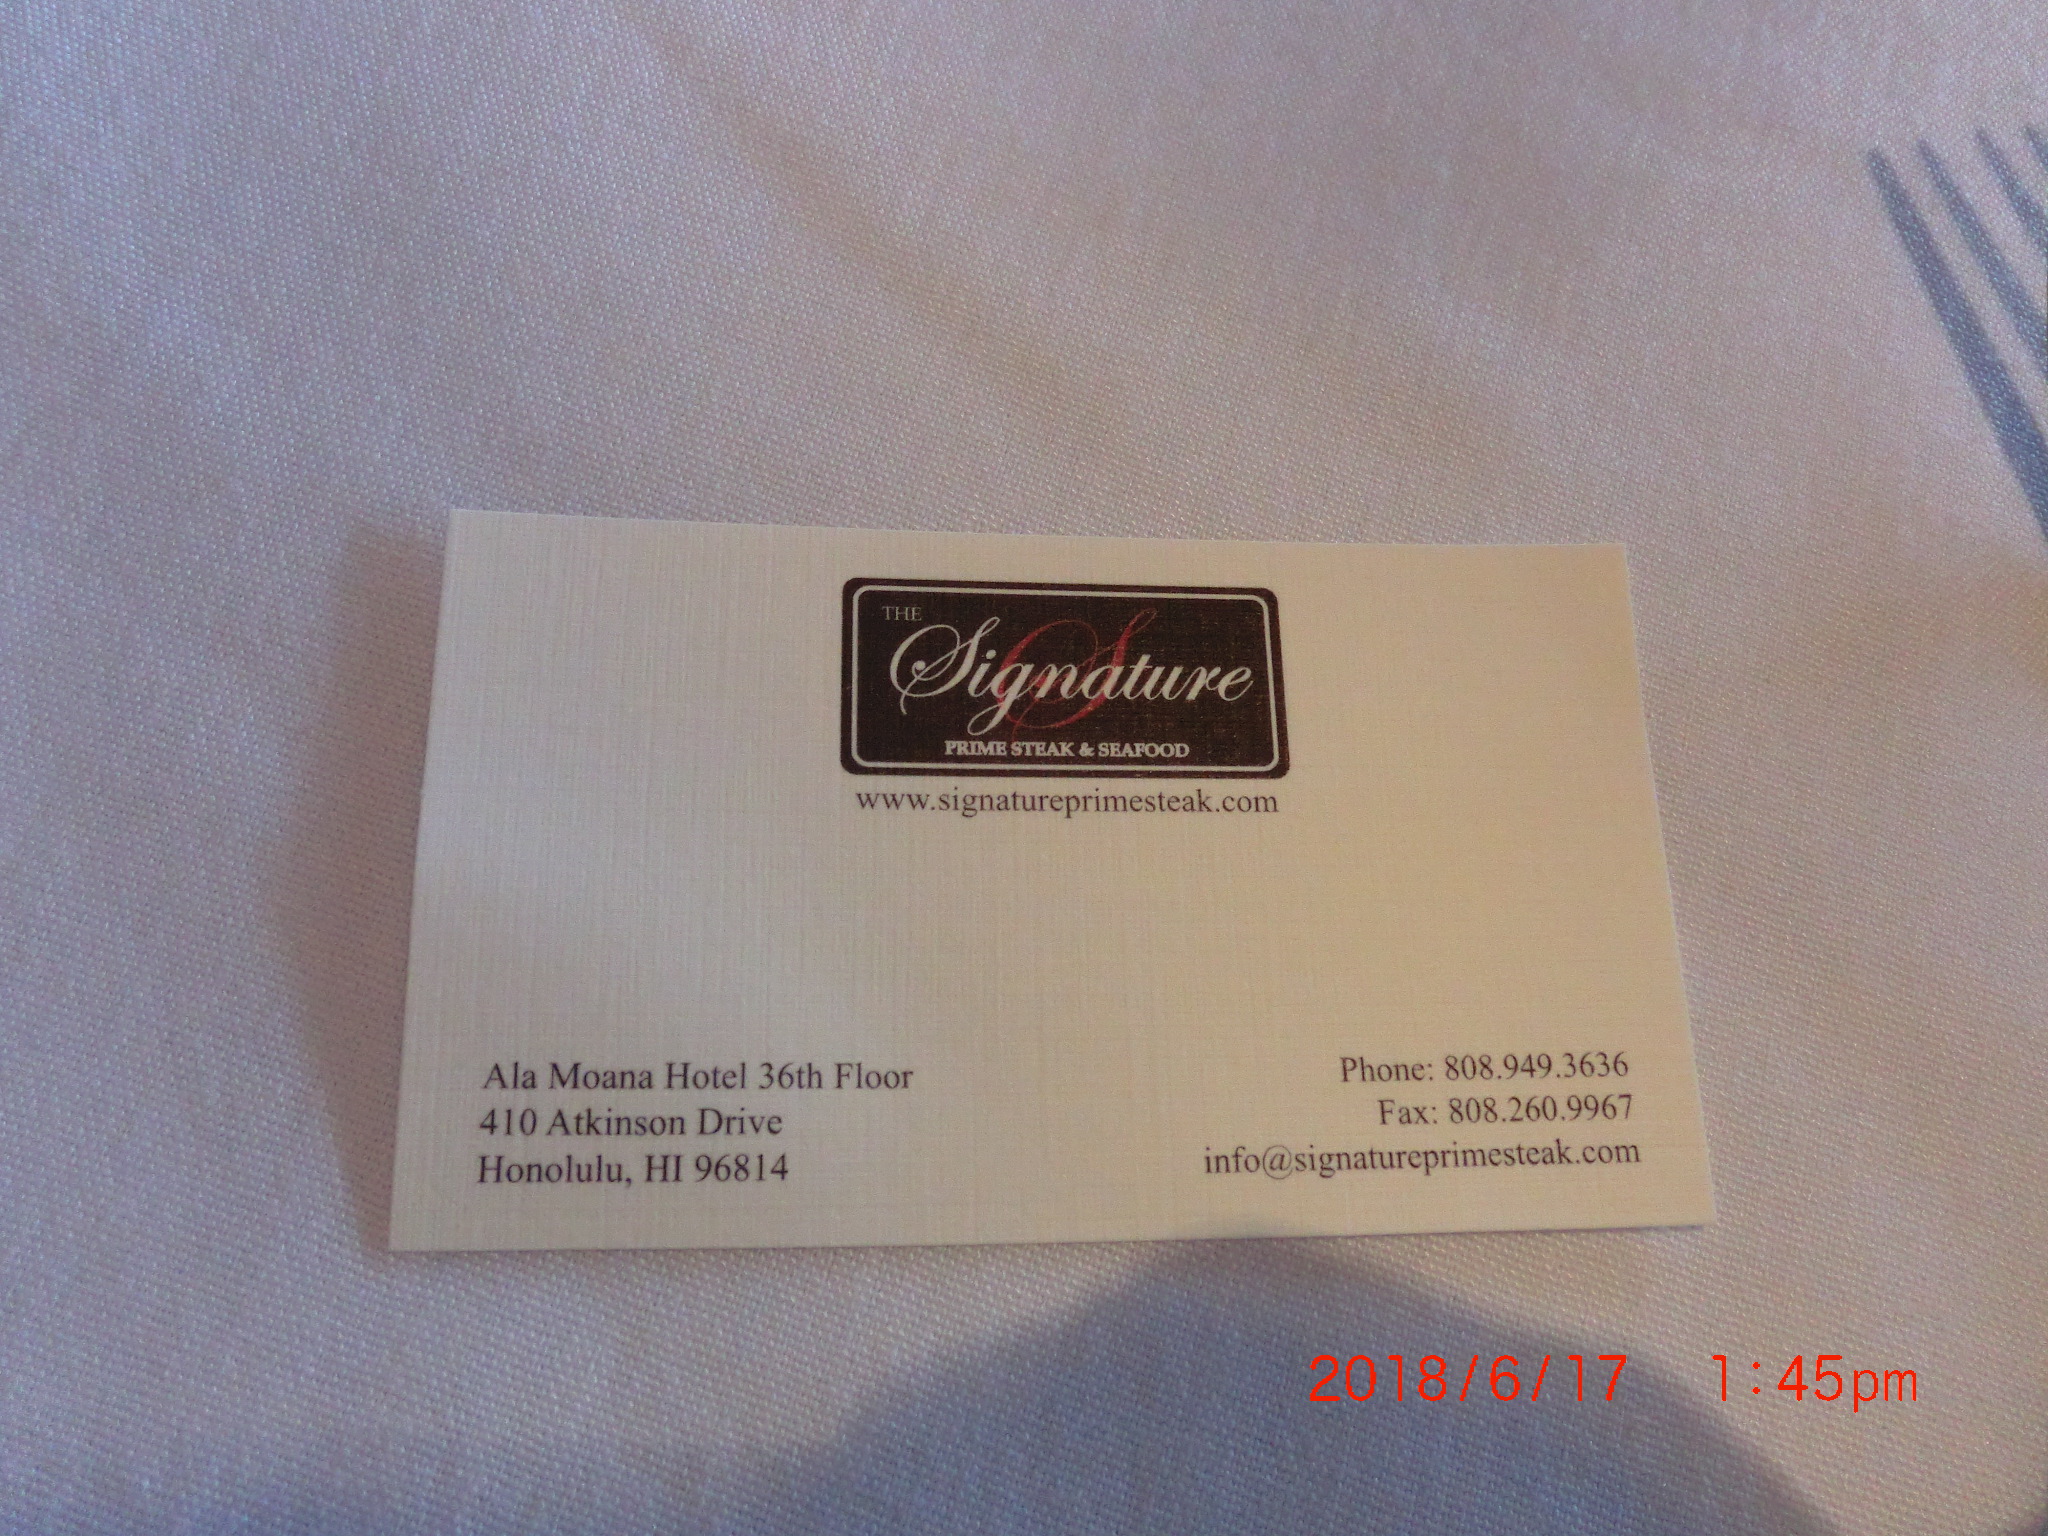 THE
Signature
PRIME STEAK & SEAFOOD
www.signatureprimesteak.com
Ala Moana Hotel 36th Floor
410 Atkinson Drive
Honolulu, HI 96814
Phone: 808.949.3636
Fax: 808.260.9967
info@signatureprimesteak.com
2018/6/17 1:45pm